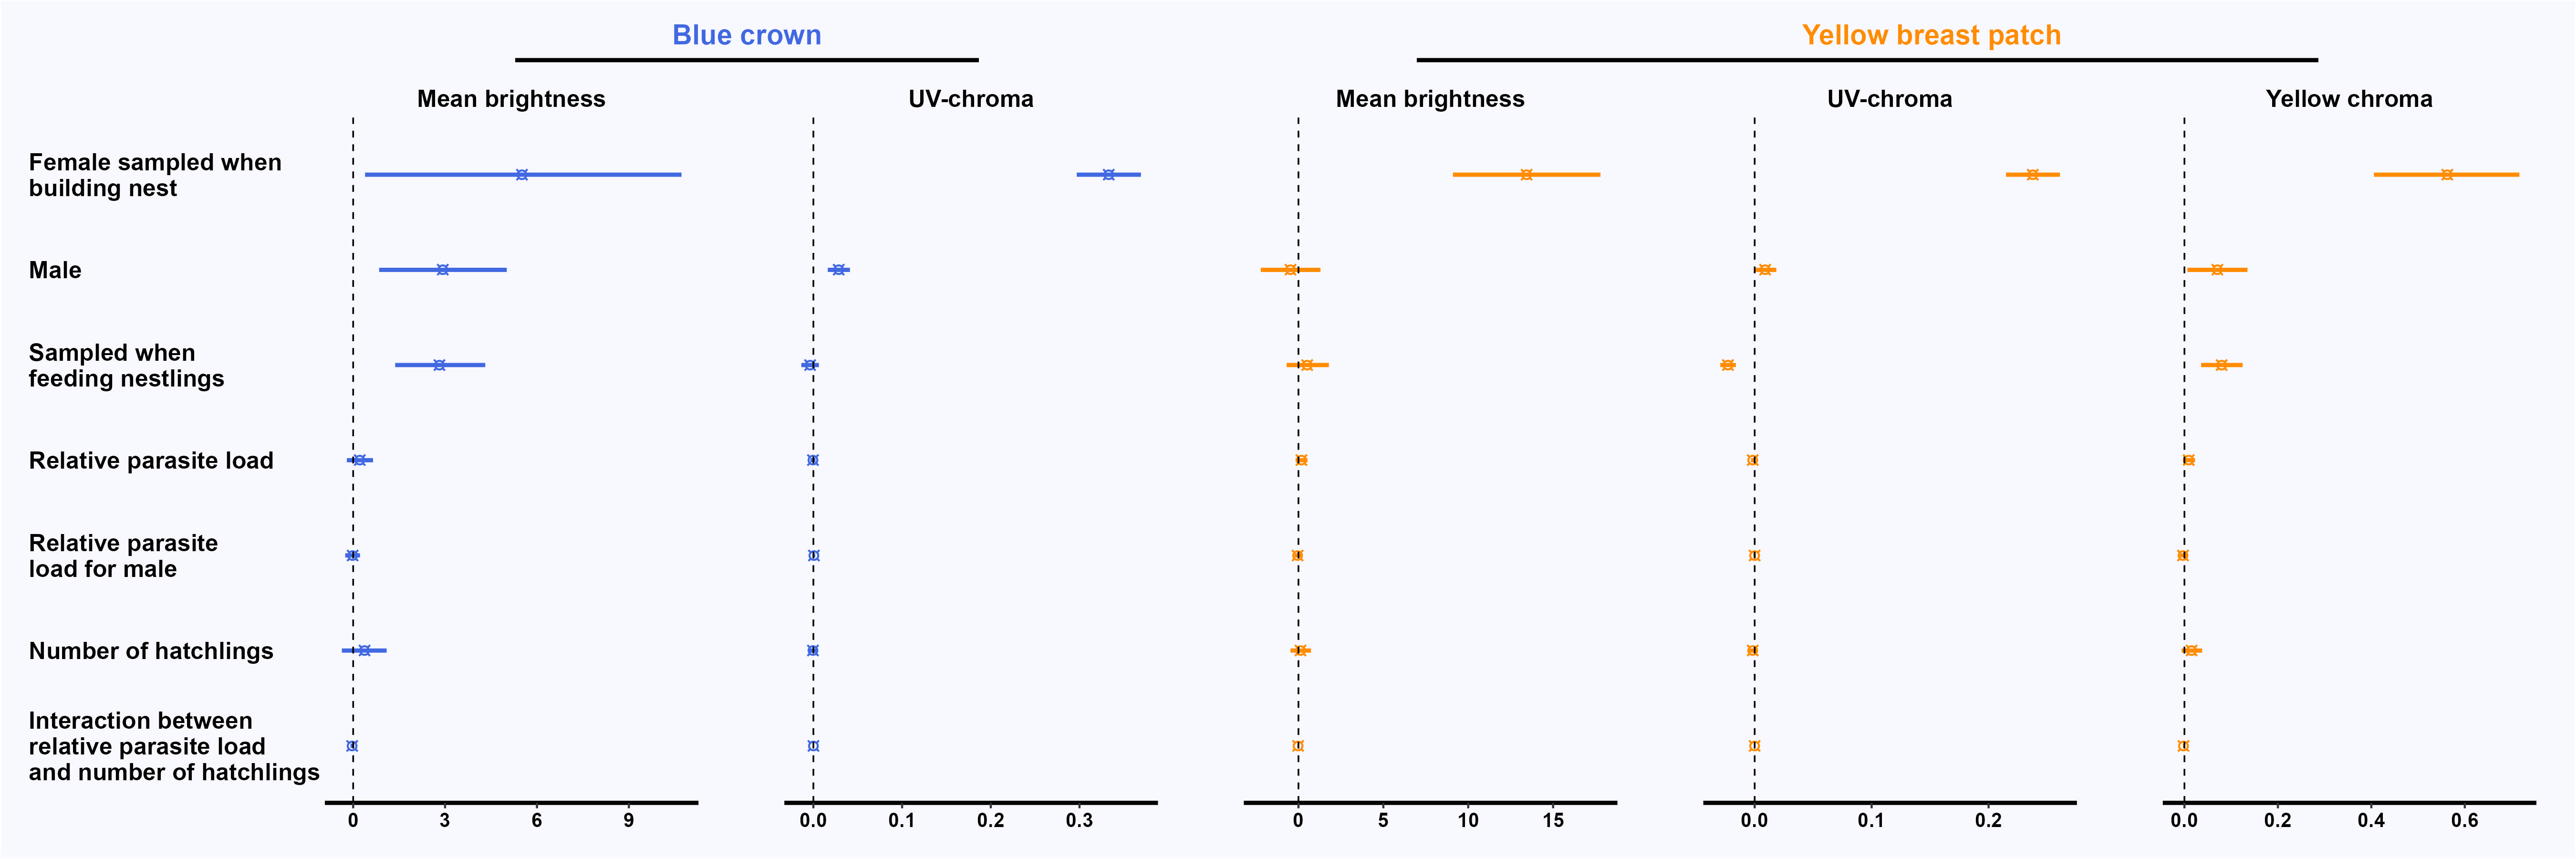 Blue crown
Yellow breast patch
Mean brightness
UV-chroma
Mean brightness
UV-chroma
Yellow chroma
Female sampled when
building nest
Male
Sampled when
feeding nestlings
Relative parasite load
Relative parasite
load for male
Number of hatchlings
Interaction between
relative parasite load
and number of hatchlings
0 3 6 9
0.0 0.1 0.2 0.3
0 5 10 15
0.0 0.1 0.2
0.0 0.2 0.4 0.6